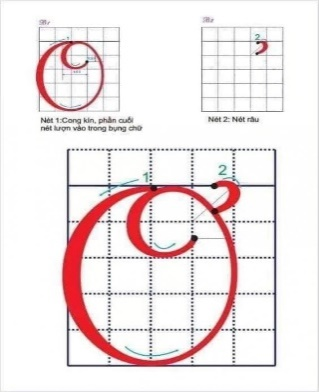 2
Nét 1:Cong kín, phần cuối
nét lượn vào trong bụng chữ
Nét 2: Nét râu
1
2